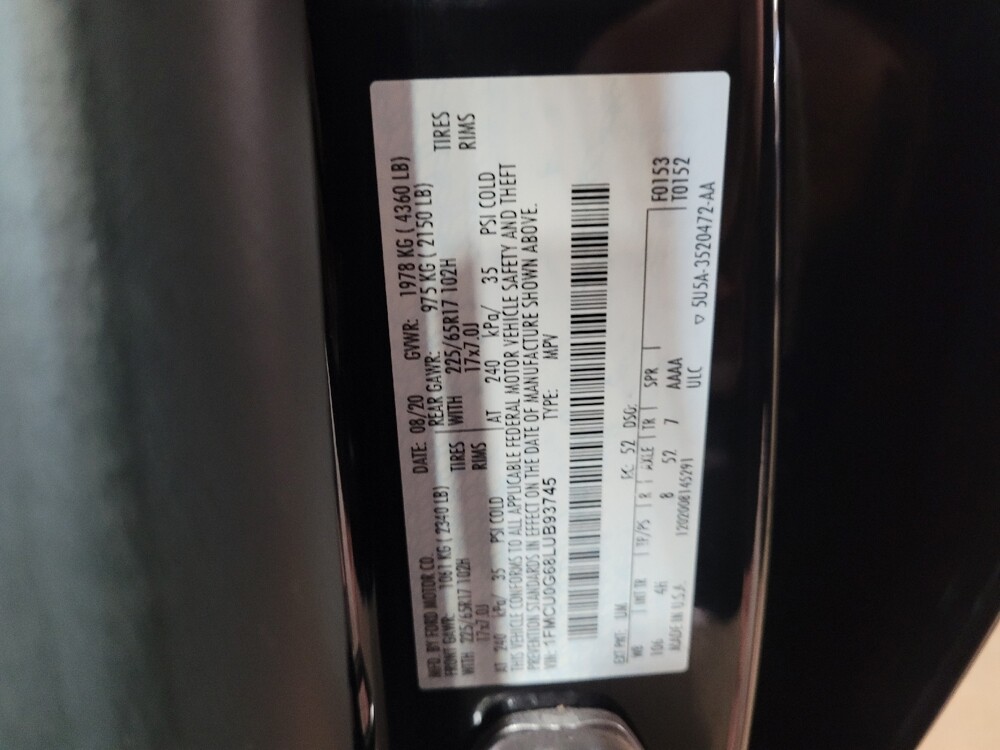 MFD. BY FORD MOTOR CO.
DATE: 08/20 GVWR: 1978 KG ( 4360 LB)
FRONT GAWR: 1061 KG ( 2340 LB) REAR GAWR: 975 KG ( 2150 LB)
WITH 225/65R17 102H TIRES WITH 225/65R17 102H TIRES
17x7.0J RIMS 17x7.0J RIMS
AT 240 kPa/ 35 PSI COLD AT 240 kPa/ 35 PSI COLD
THIS VEHICLE CONFORMS TO ALL APPLICABLE FEDERAL MOTOR VEHICLE SAFETY AND THEFT
PREVENTION STANDARDS IN EFFECT ON THE DATE OF MANUFACTURE SHOWN ABOVE.
VIN: 1FMCU0G68LUB93745 TYPE: MPV
EXT PNT: UM RC: 52 DSO: F0153
WB INT TR TP/PS R AXLE TR SPR T0152
106 4H 8 52 7 AAAA
MADE IN U.S.A. 1202008145291 ULC
▽ 5U5A-3520472-AA